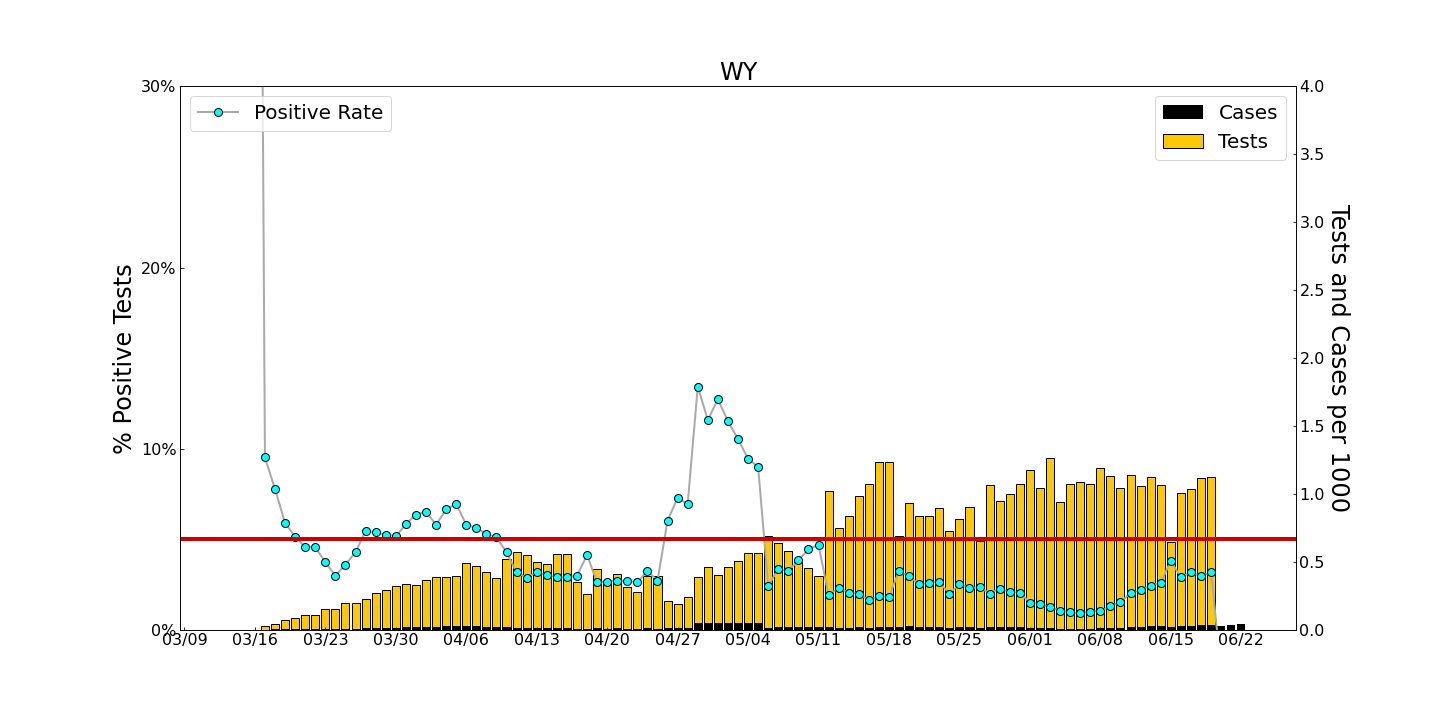 WY
Positive Rate
Cases
Tests
% Positive Tests
30%
20%
10%
0%
Tests and Cases per 1000
4.0
3.5
3.0
2.5
2.0
1.5
1.0
0.5
0.0
03/09 03/16 03/23 03/30 04/06 04/13 04/20 04/27 05/04 05/11 05/18 05/25 06/01 06/08 06/15 06/22